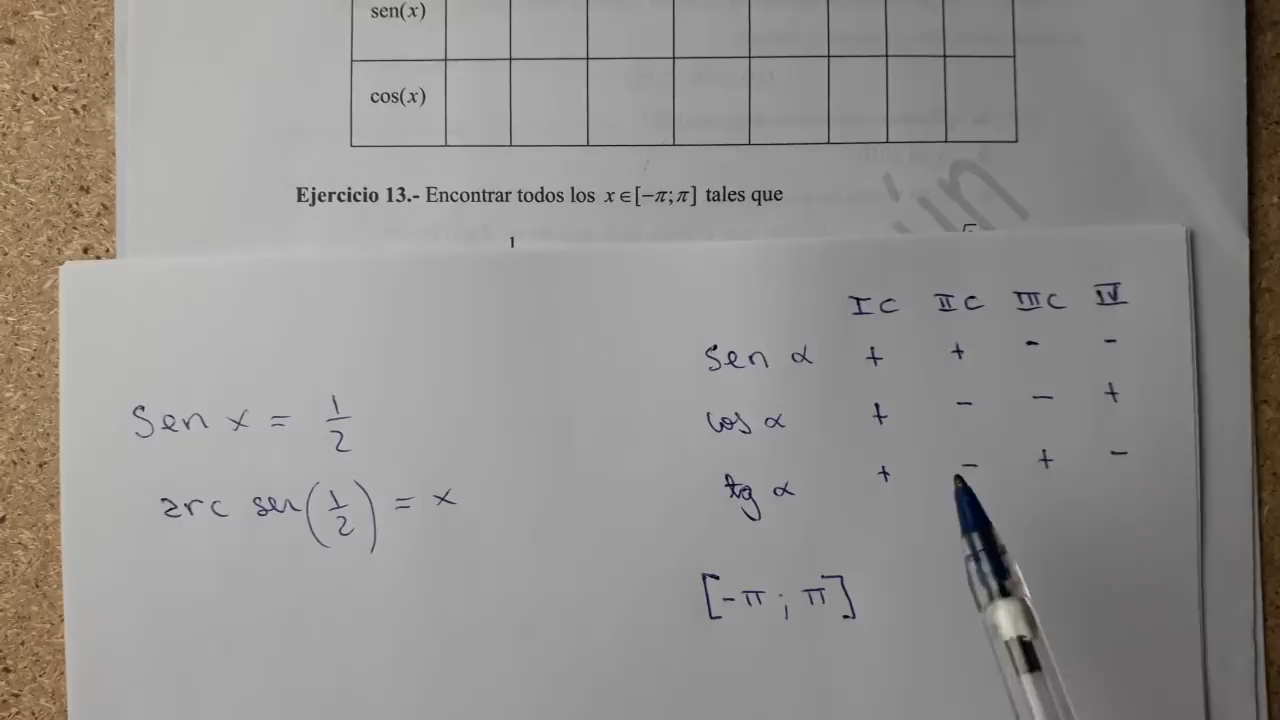 sen(x)
cos(x)
Ejercicio 13.- Encontrar todos los x ∈ [−π; π] tales que
1
I C II C III C IV
Sen α + + - -
cos α + - - +
tg α + - + -
Sen x = 1/2
arc sen(1/2) = x
[-π ; π]